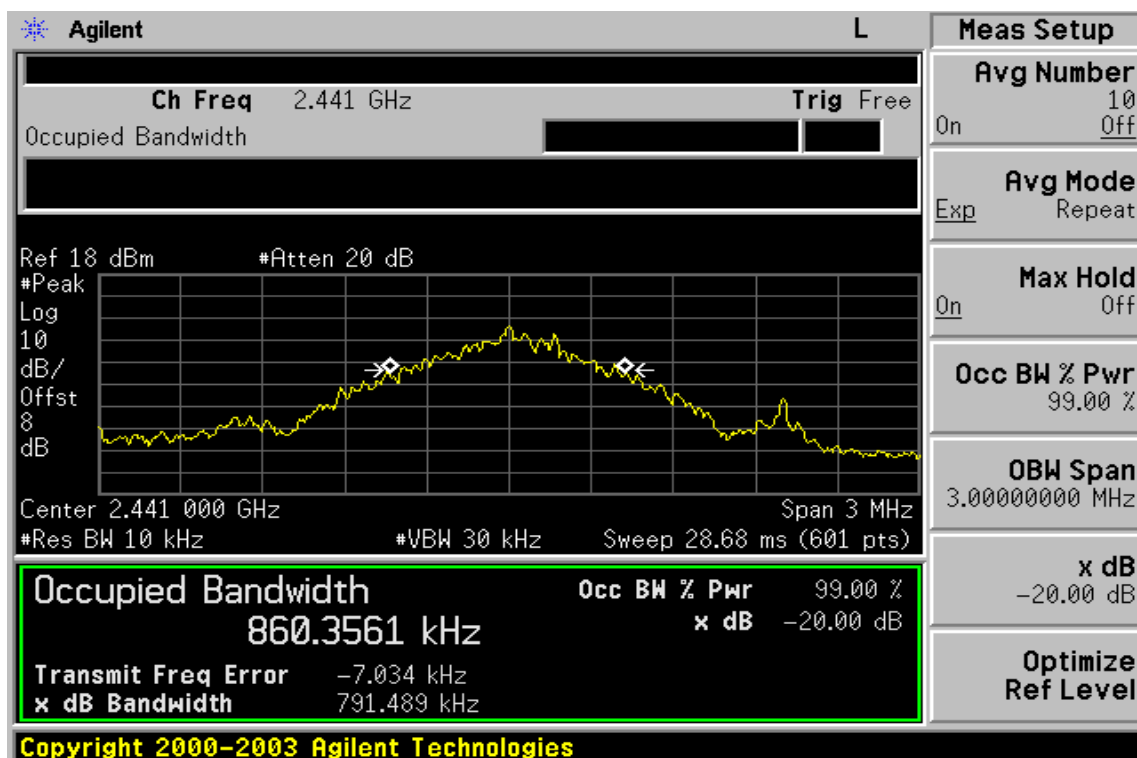 Agilent L
Ch Freq 2.441 GHz Trig Free
Occupied Bandwidth
Ref 18 dBm #Atten 20 dB
#Peak
Log
10
dB/
Offst
8
dB
Center 2.441 000 GHz Span 3 MHz
#Res BW 10 kHz #VBW 30 kHz Sweep 28.68 ms (601 pts)
Occupied Bandwidth Occ BW % Pwr 99.00 %
860.3561 kHz x dB -20.00 dB
Transmit Freq Error -7.034 kHz
x dB Bandwidth 791.489 kHz
Copyright 2000-2003 Agilent Technologies
Meas Setup
Avg Number
10
On Off
Avg Mode
Exp Repeat
Max Hold
On Off
Occ BW % Pwr
99.00 %
OBW Span
3.00000000 MHz
x dB
-20.00 dB
Optimize
Ref Level